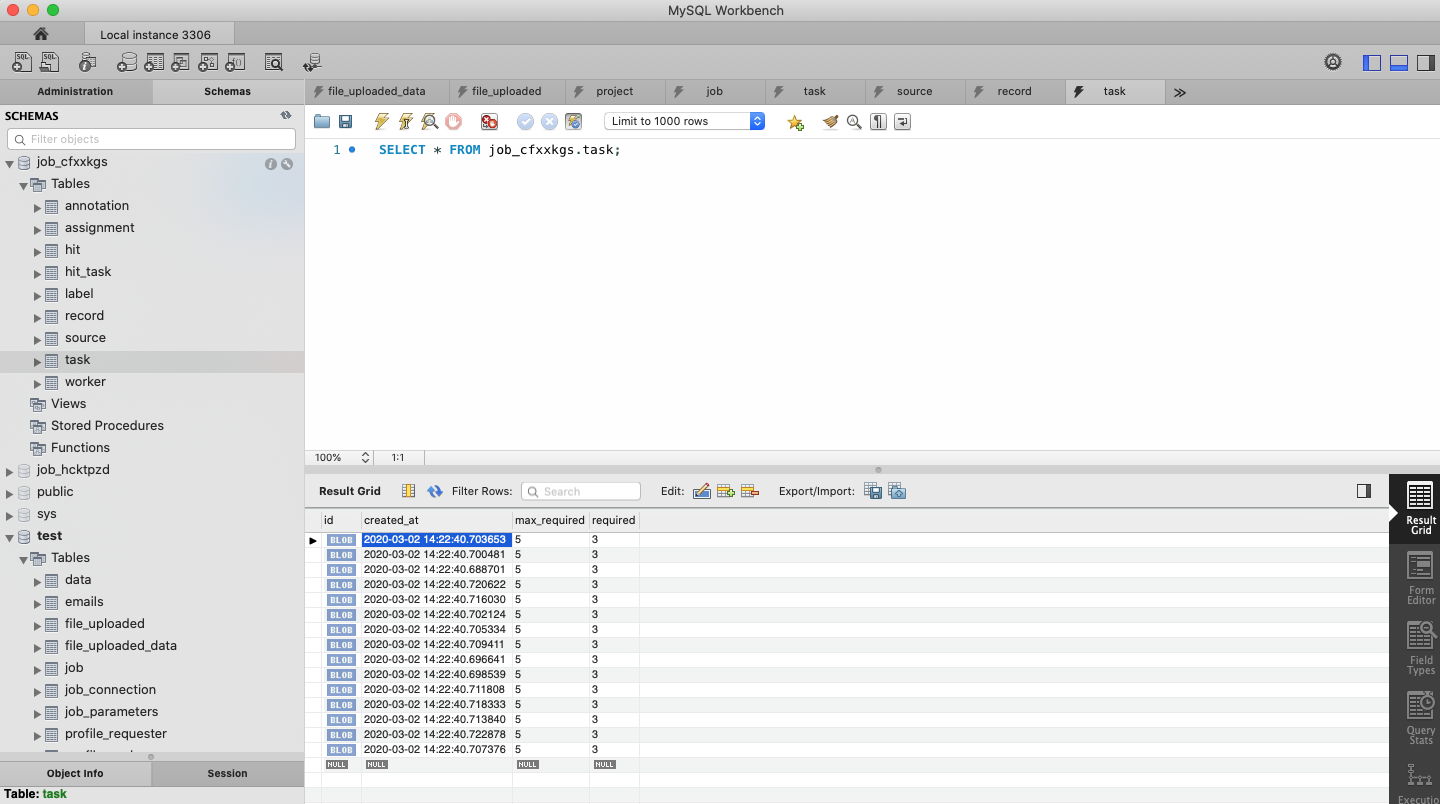 MySQL Workbench
Local instance 3306
Administration
Schemas
file_uploaded_data
file_uploaded
project
job
task
source
record
task
SCHEMAS
Filter objects
job_cfxxkgs
Tables
annotation
assignment
hit
hit_task
label
record
source
task
worker
Views
Stored Procedures
Functions
job_hcktpzd
public
sys
test
Tables
data
emails
file_uploaded
file_uploaded_data
job
job_connection
job_parameters
profile_requester
Object Info
Session
Table: task
Limit to 1000 rows
1 SELECT * FROM job_cfxxkgs.task;
100%
1:1
Result Grid
Filter Rows:
Search
Edit:
Export/Import:
id created_at max_required required
BLOB 2020-03-02 14:22:40.703653 5 3
BLOB 2020-03-02 14:22:40.700481 5 3
BLOB 2020-03-02 14:22:40.688701 5 3
BLOB 2020-03-02 14:22:40.720622 5 3
BLOB 2020-03-02 14:22:40.716030 5 3
BLOB 2020-03-02 14:22:40.702124 5 3
BLOB 2020-03-02 14:22:40.705334 5 3
BLOB 2020-03-02 14:22:40.709411 5 3
BLOB 2020-03-02 14:22:40.696641 5 3
BLOB 2020-03-02 14:22:40.698539 5 3
BLOB 2020-03-02 14:22:40.711808 5 3
BLOB 2020-03-02 14:22:40.718333 5 3
BLOB 2020-03-02 14:22:40.713840 5 3
BLOB 2020-03-02 14:22:40.722878 5 3
BLOB 2020-03-02 14:22:40.707376 5 3
NULL NULL NULL NULL
Result
Grid
Form
Editor
Field
Types
Query
Stats